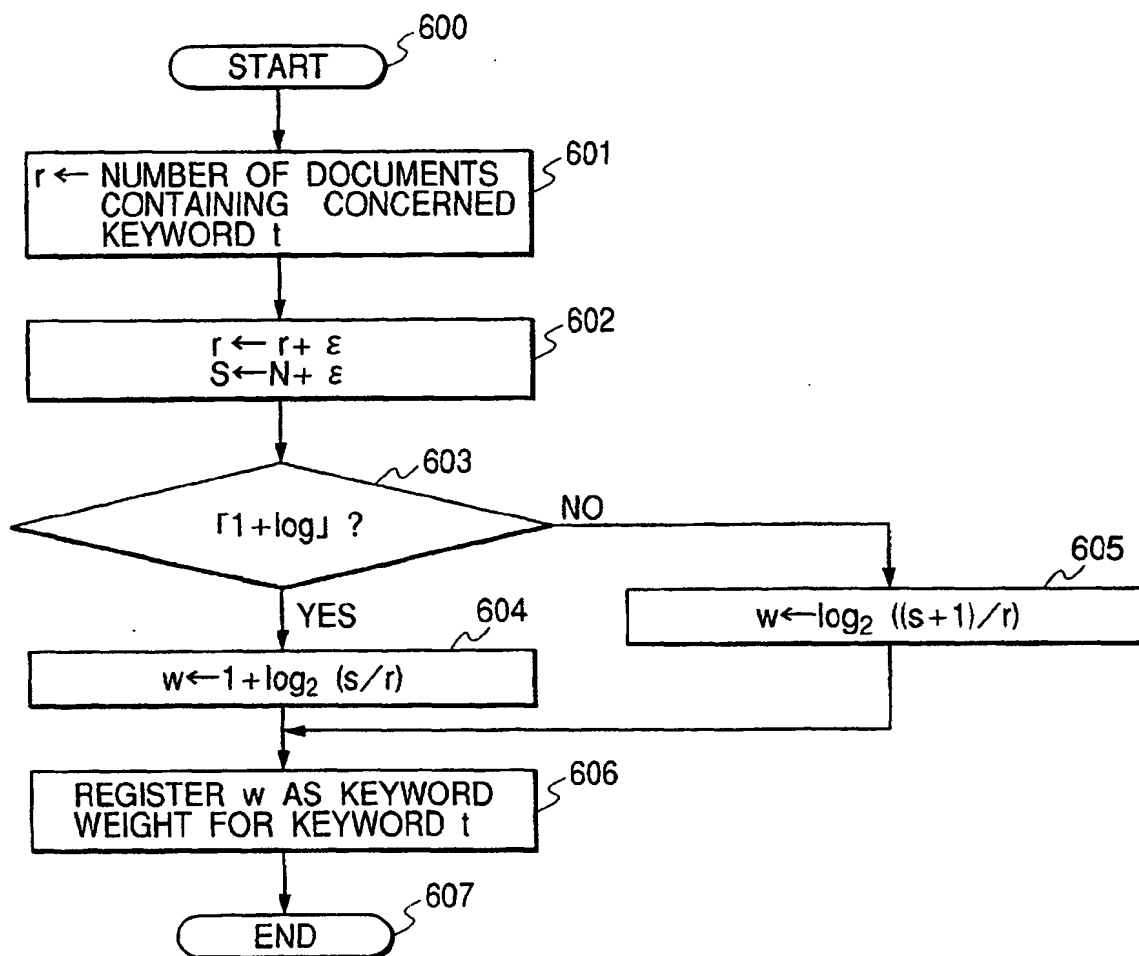 600
START
601
r ← NUMBER OF DOCUMENTS
CONTAINING CONCERNED
KEYWORD t
602
r ← r + ε
S ← N + ε
603
「1+log」 ?
NO
YES
604
605
w ← 1+log₂ (s/r)
w ← log₂ ((s+1)/r)
606
REGISTER w AS KEYWORD
WEIGHT FOR KEYWORD t
607
END